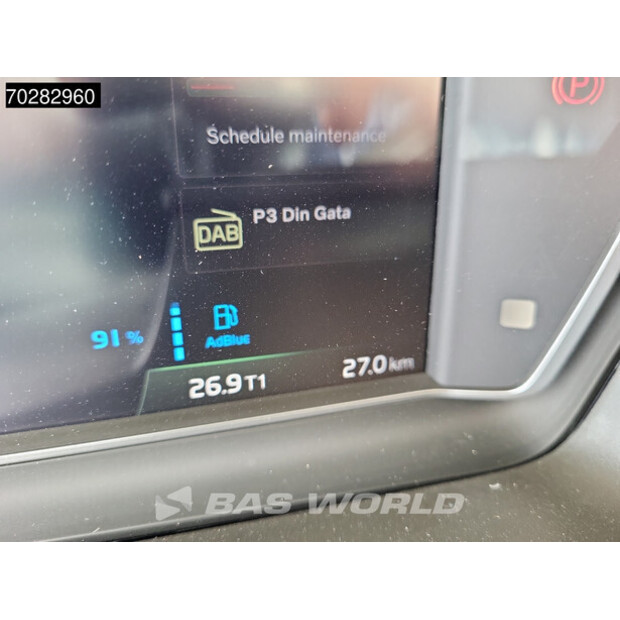 70282960
P
Schedule maintenance
DAB
P3 Din Gata
91 %
AdBlue
26.9 T1
27.0 km
BAS WORLD